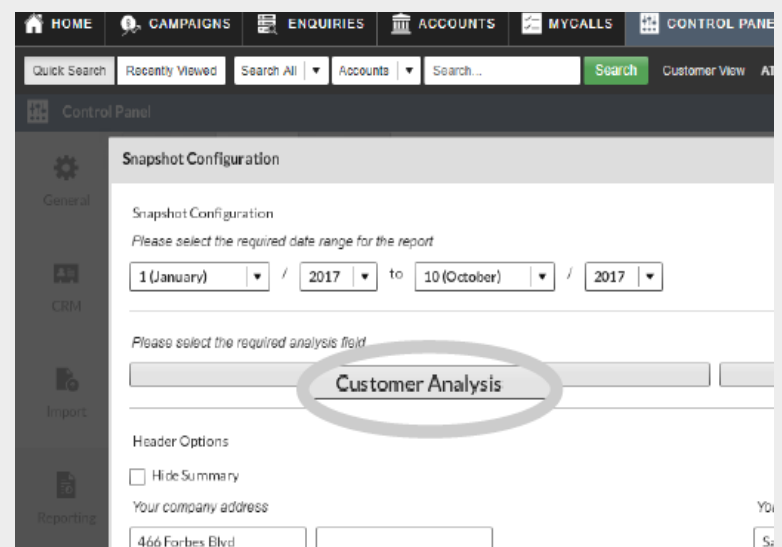 HOME CAMPAIGNS ENQUIRIES ACCOUNTS MYCALLS CONTROL PANE
Quick Search Recently Viewed Search All Accounts Search... Search Customer View AT
Control Panel
Snapshot Configuration
General
Snapshot Configuration
Please select the required date range for the report
1 (January) / 2017 to 10 (October) / 2017
CRM
Please select the required analysis field
Customer Analysis
Import
Header Options
Hide Summary
Reporting
Your company address
466 Forbes Blvd